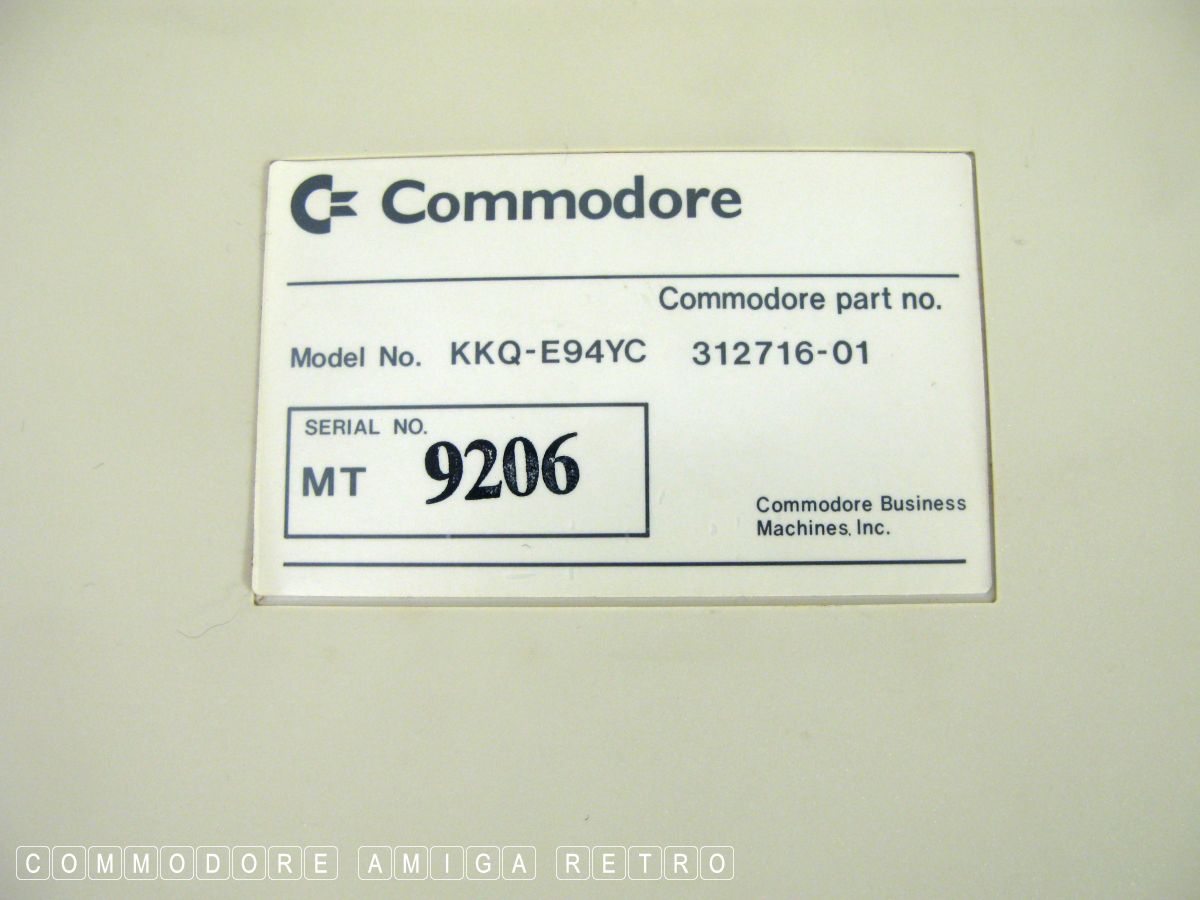 Commodore
Commodore part no.
Model No. KKQ-E94YC 312716-01
SERIAL NO.
MT 9206
Commodore Business
Machines, Inc.
COMMODORE AMIGA RETRO